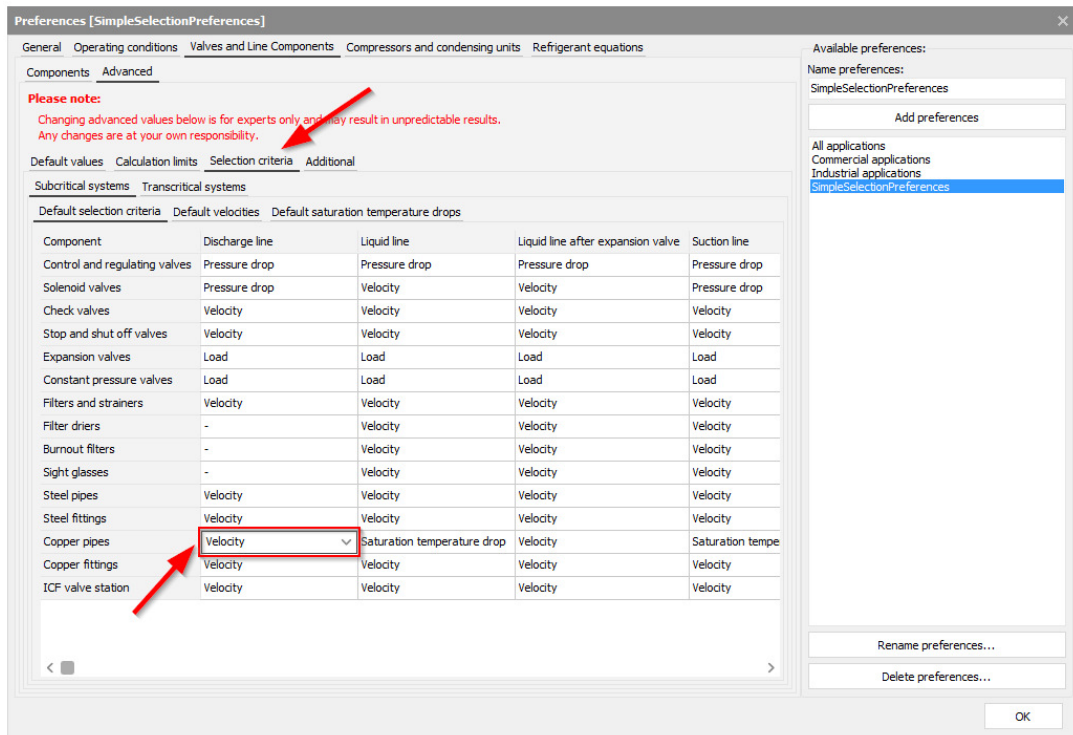 Preferences [SimpleSelectionPreferences]
General Operating conditions Valves and Line Components Compressors and condensing units Refrigerant equations
Components Advanced
Please note:
Changing advanced values below is for experts only and may result in unpredictable results.
Any changes are at your own responsibility.
Default values Calculation limits Selection criteria Additional
Subcritical systems Transcritical systems
Default selection criteria Default velocities Default saturation temperature drops
Component Discharge line Liquid line Liquid line after expansion valve Suction line
Control and regulating valves Pressure drop Pressure drop Pressure drop Pressure drop
Solenoid valves Pressure drop Velocity Velocity Pressure drop
Check valves Velocity Velocity Velocity Velocity
Stop and shut off valves Velocity Velocity Velocity Velocity
Expansion valves Load Load Load Load
Constant pressure valves Load Load Load Load
Filters and strainers Velocity Velocity Velocity Velocity
Filter driers - Velocity Velocity Velocity
Burnout filters - Velocity Velocity Velocity
Sight glasses - Velocity Velocity Velocity
Steel pipes Velocity Velocity Velocity Velocity
Steel fittings Velocity Velocity Velocity Velocity
Copper pipes Velocity Saturation temperature drop Velocity Saturation tempe
Copper fittings Velocity Velocity Velocity Velocity
ICF valve station Velocity Velocity Velocity Velocity
Available preferences:
Name preferences:
SimpleSelectionPreferences
Add preferences
All applications
Commercial applications
Industrial applications
SimpleSelectionPreferences
Rename preferences...
Delete preferences...
OK